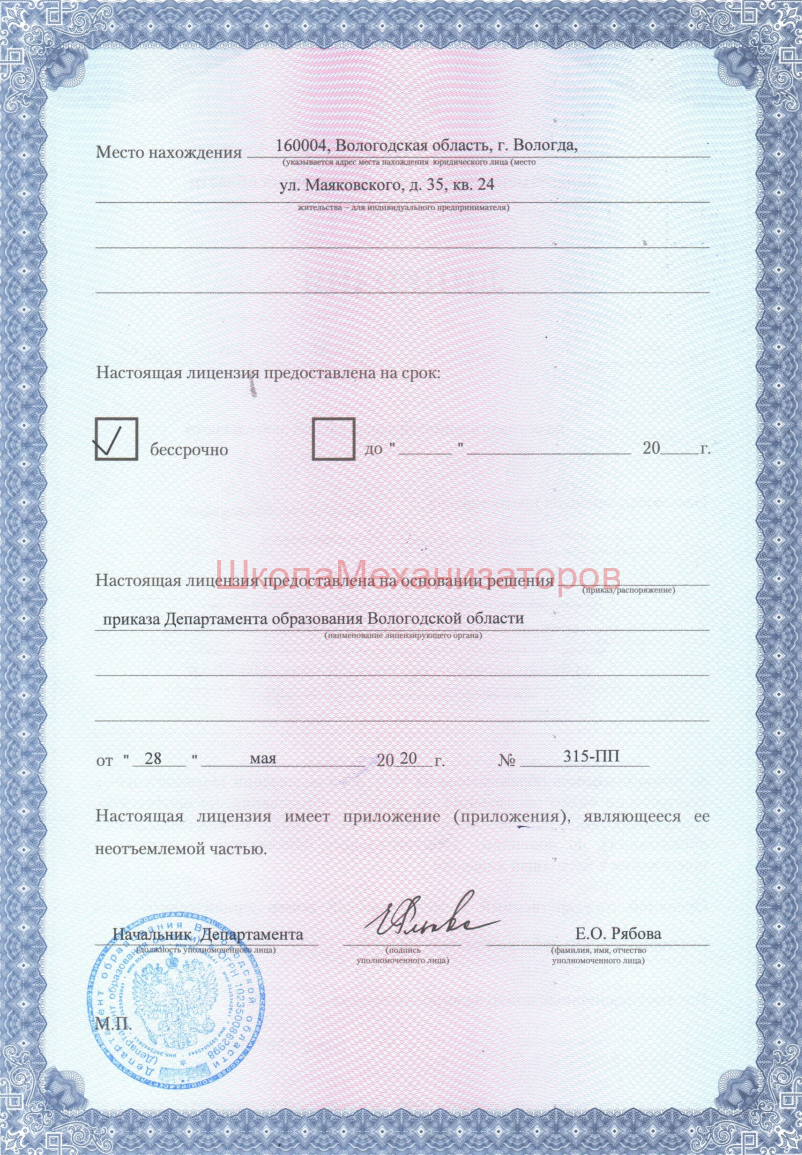 Место нахождения 160004, Вологодская область, г. Вологда,
(указывается адрес места нахождения юридического лица (место
ул. Маяковского, д. 35, кв. 24
жительства – для индивидуального предпринимателя)
Настоящая лицензия предоставлена на срок:
бессрочно до " " 20 г.
ШколаМеханизаторов
Настоящая лицензия предоставлена на основании решения
(приказ/распоряжение)
приказа Департамента образования Вологодской области
(наименование лицензирующего органа)
от " 28 " мая 20 20 г. № 315-ПП
Настоящая лицензия имеет приложение (приложения), являющееся ее
неотъемлемой частью.
Начальник Департамента Е.О. Рябова
(должность уполномоченного лица) (подпись (фамилия, имя, отчество
уполномоченного лица) уполномоченного лица)
М.П.
Департамент образования Вологодской области